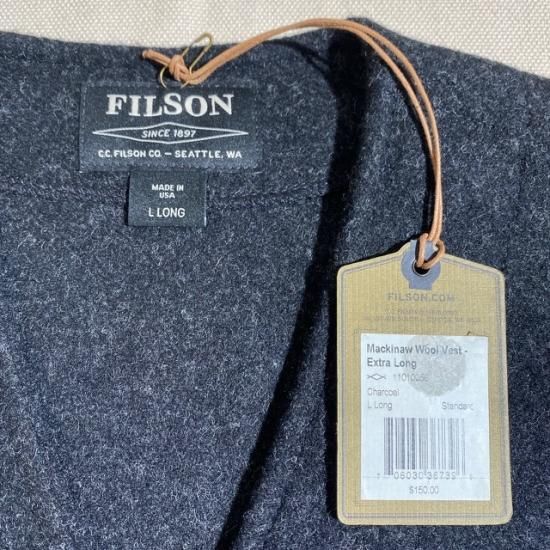 FILSON
SINCE 1897
C.C. FILSON CO. – SEATTLE, WA
MADE IN
USA
L LONG
FILSON.COM
Mackinaw Wool Vest -
Extra Long
Charcoal
L Long Standard
$150.00